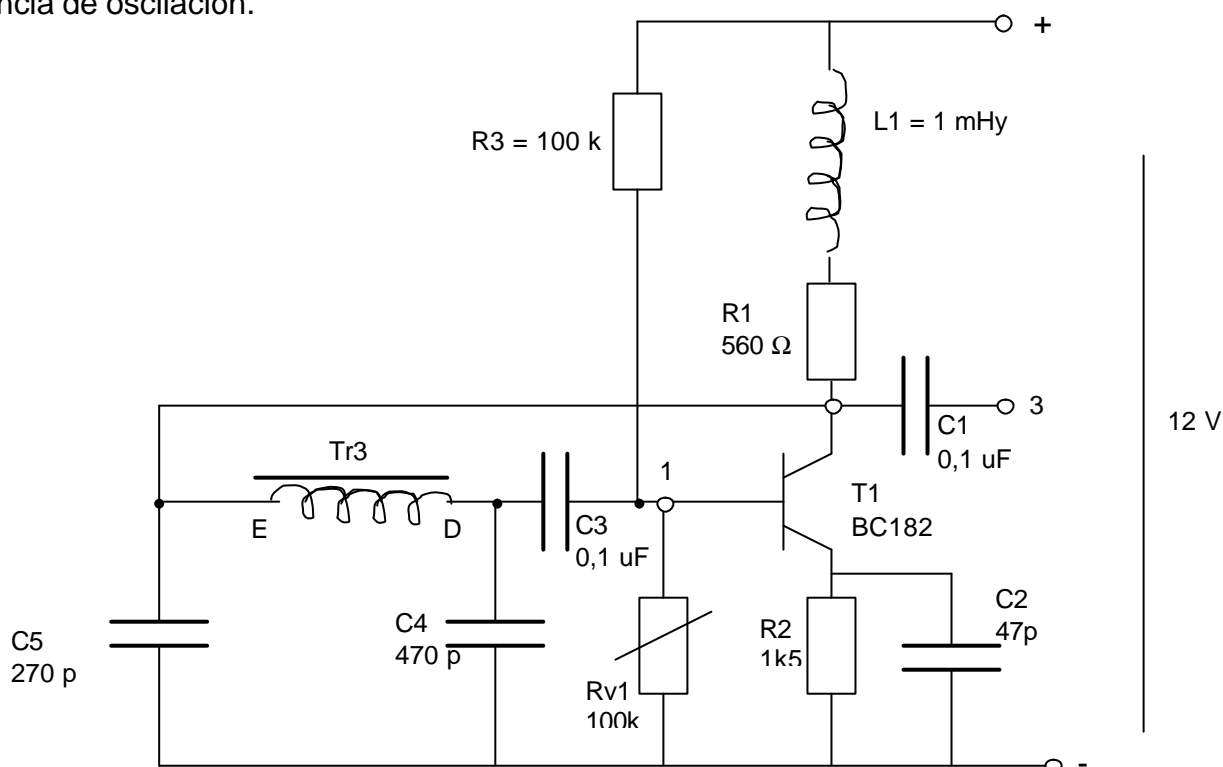 ncia de oscilación.
+
R3 = 100 k
L1 = 1 mHy
R1
560 Ω
3
C1
0,1 uF
12 V
Tr3
1
E
D
C3
0,1 uF
T1
BC182
C5
270 p
C4
470 p
Rv1
100k
R2
1k5
C2
47p
-